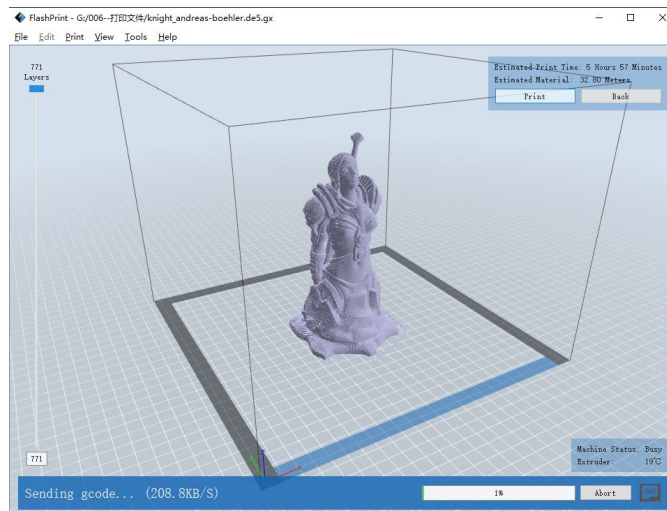 FlashPrint - G:/006--打印文件/knight_andreas-boehler.de5.gx
File Edit Print View Tools Help
771
Layers
Estimated Print Time: 5 Hours 57 Minutes
Estimated Material: 32.60 Meters
Print Back
771
Machine Status: Busy
Extruder: 19℃
Sending gcode... (208.8KB/S)
1% Abort